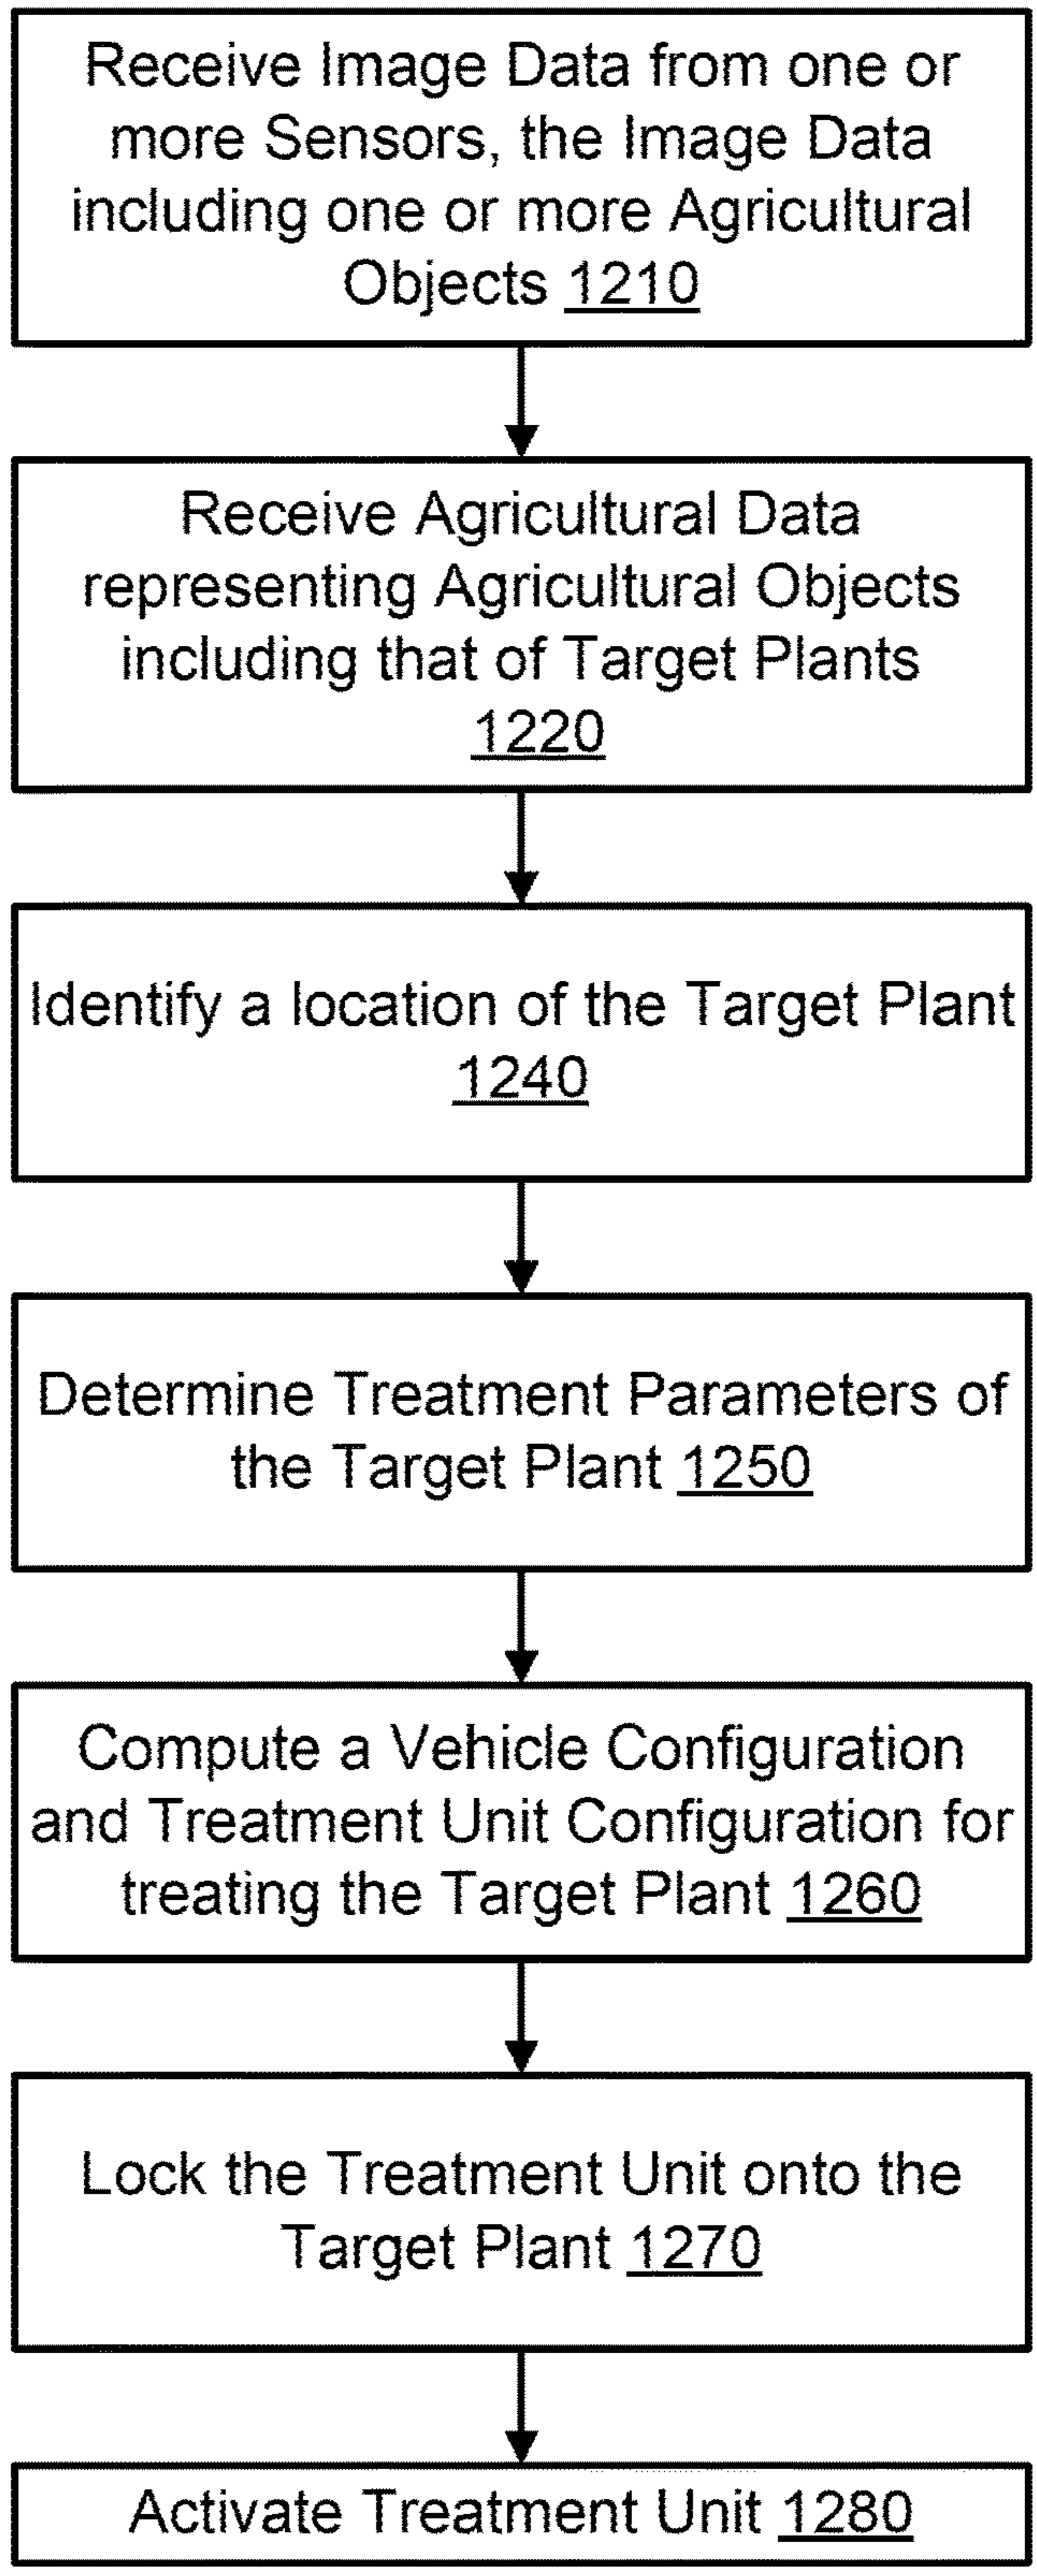 Receive Image Data from one or
more Sensors, the Image Data
including one or more Agricultural
Objects 1210
Receive Agricultural Data
representing Agricultural Objects
including that of Target Plants
1220
Identify a location of the Target Plant
1240
Determine Treatment Parameters of
the Target Plant 1250
Compute a Vehicle Configuration
and Treatment Unit Configuration for
treating the Target Plant 1260
Lock the Treatment Unit onto the
Target Plant 1270
Activate Treatment Unit 1280